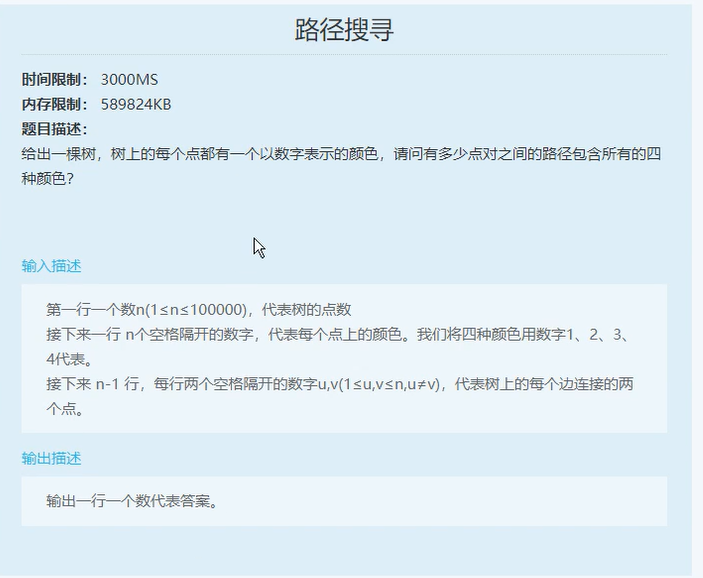 路径搜寻
时间限制： 3000MS
内存限制： 589824KB
题目描述：
给出一棵树，树上的每个点都有一个以数字表示的颜色，请问有多少点对之间的路径包含所有的四
种颜色？
输入描述
第一行一个数n(1≤n≤100000)，代表树的点数
接下来一行 n个空格隔开的数字，代表每个点上的颜色。我们将四种颜色用数字1、2、3、
4代表。
接下来 n-1 行，每行两个空格隔开的数字u,v(1≤u,v≤n,u≠v)，代表树上的每个边连接的两
个点。
输出描述
输出一行一个数代表答案。